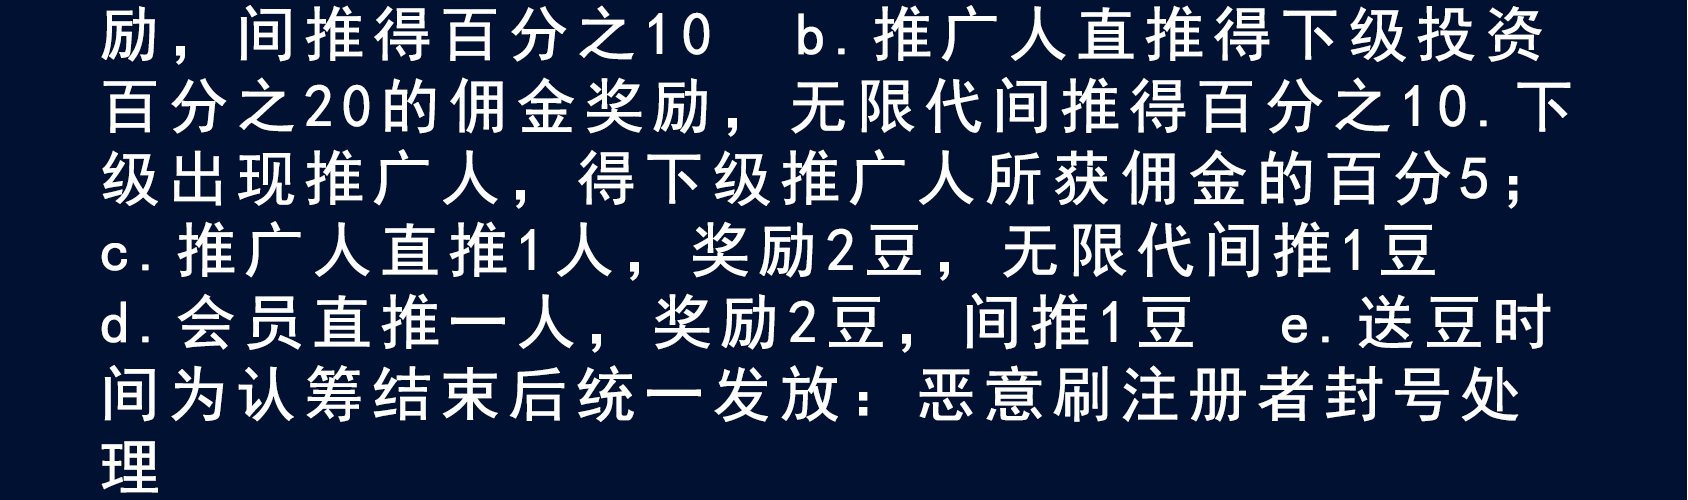 励，间推得百分之10　b.推广人直推得下级投资
百分之20的佣金奖励，无限代间推得百分之10.下
级出现推广人，得下级推广人所获佣金的百分5；
c.推广人直推1人，奖励2豆，无限代间推1豆
d.会员直推一人，奖励2豆，间推1豆　e.送豆时
间为认筹结束后统一发放：恶意刷注册者封号处
理